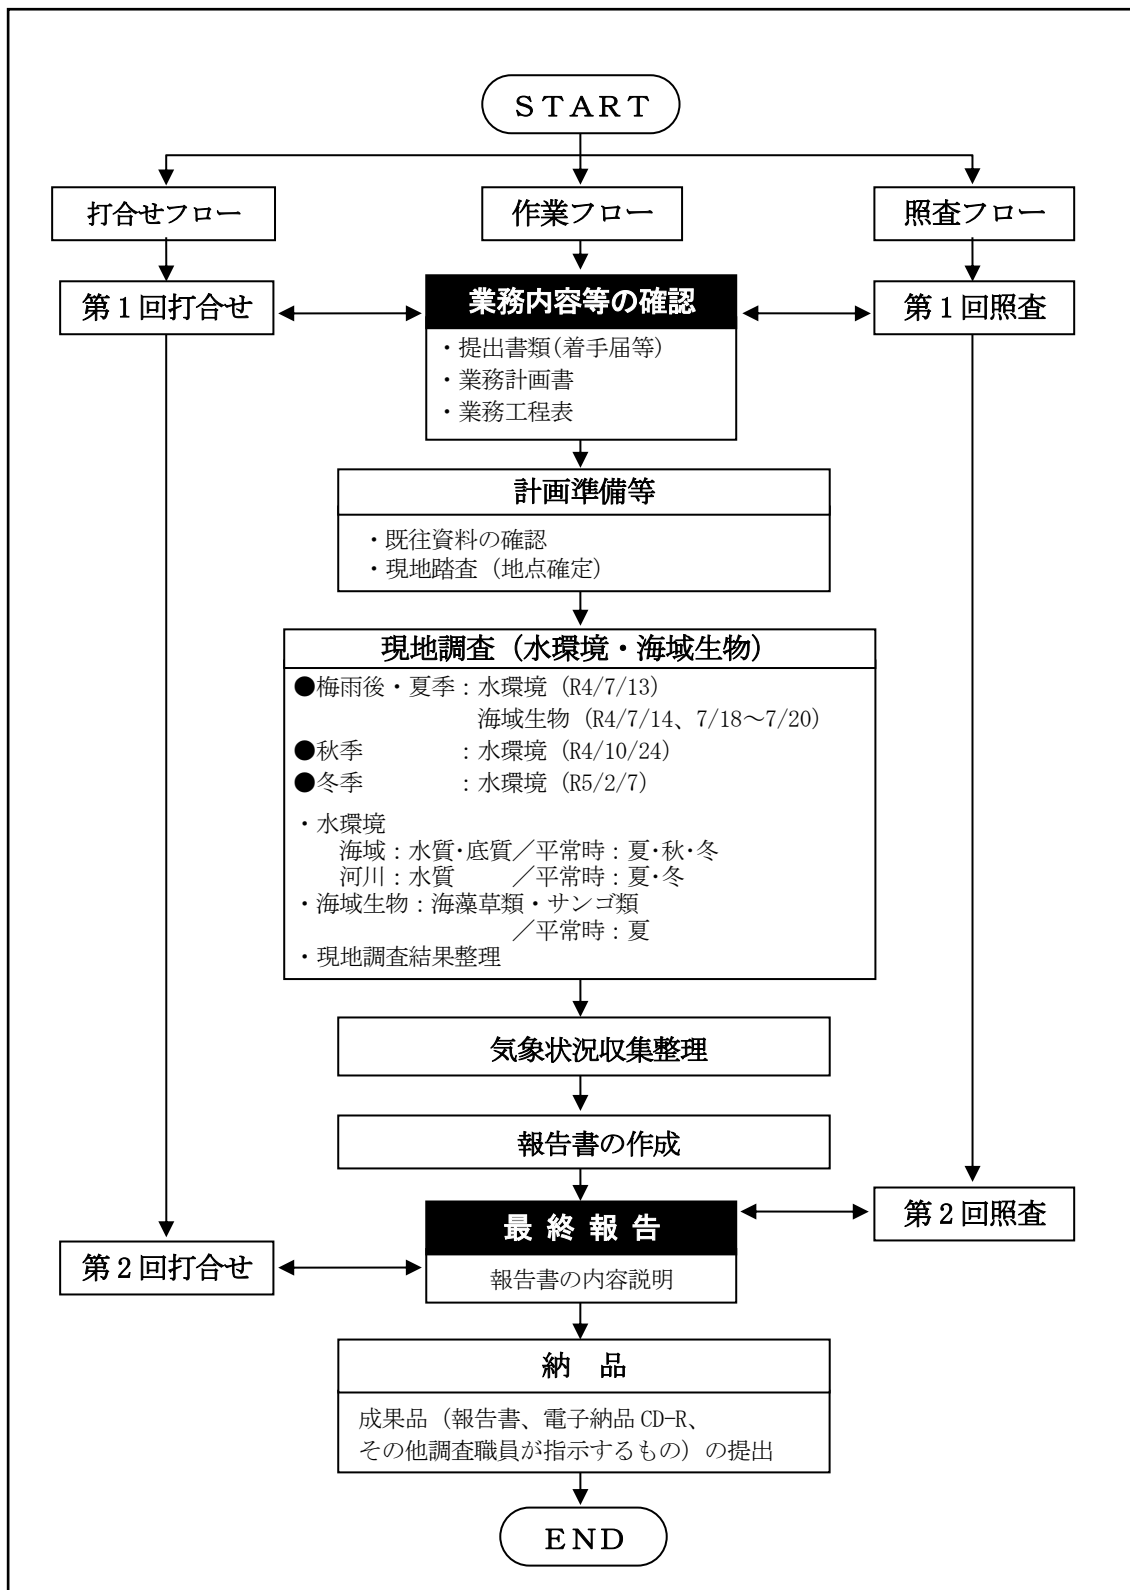 START
打合せフロー
作業フロー
照査フロー
第1回打合せ
業務内容等の確認
第1回照査
・提出書類(着手届等)
・業務計画書
・業務工程表
計画準備等
・既往資料の確認
・現地踏査（地点確定）
現地調査（水環境・海域生物）
●梅雨後・夏季：水環境（R4/7/13）
海域生物（R4/7/14、7/18～7/20）
●秋季　　　　：水環境（R4/10/24）
●冬季　　　　：水環境（R5/2/7）
・水環境
海域：水質・底質／平常時：夏・秋・冬
河川：水質　　／平常時：夏・冬
・海域生物：海藻草類・サンゴ類
／平常時：夏
・現地調査結果整理
気象状況収集整理
報告書の作成
最 終 報 告
第2回照査
第2回打合せ
報告書の内容説明
納　品
成果品（報告書、電子納品 CD-R、
その他調査職員が指示するもの）の提出
END